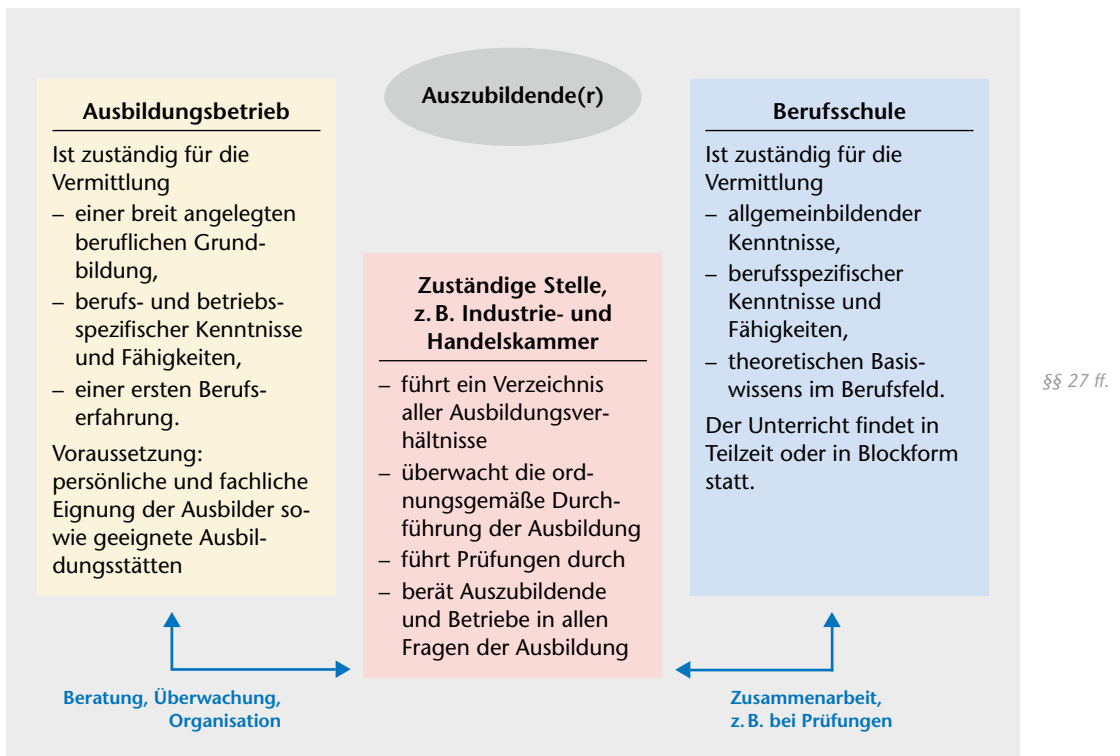 Auszubildende(r)
Ausbildungsbetrieb
Ist zuständig für die
Vermittlung
– einer breit angelegten
beruflichen Grund-
bildung,
– berufs- und betriebs-
spezifischer Kenntnisse
und Fähigkeiten,
– einer ersten Berufs-
erfahrung.
Voraussetzung:
persönliche und fachliche
Eignung der Ausbilder so-
wie geeignete Ausbil-
dungsstätten
Zuständige Stelle,
z. B. Industrie- und
Handelskammer
– führt ein Verzeichnis
aller Ausbildungsver-
hältnisse
– überwacht die ord-
nungsgemäße Durch-
führung der Ausbildung
– führt Prüfungen durch
– berät Auszubildende
und Betriebe in allen
Fragen der Ausbildung
Berufsschule
Ist zuständig für die
Vermittlung
– allgemeinbildender
Kenntnisse,
– berufsspezifischer
Kenntnisse und
Fähigkeiten,
– theoretischen Basis-
wissens im Berufsfeld.
Der Unterricht findet in
Teilzeit oder in Blockform
statt.
§§ 27 ff.
Beratung, Überwachung,
Organisation
Zusammenarbeit,
z. B. bei Prüfungen